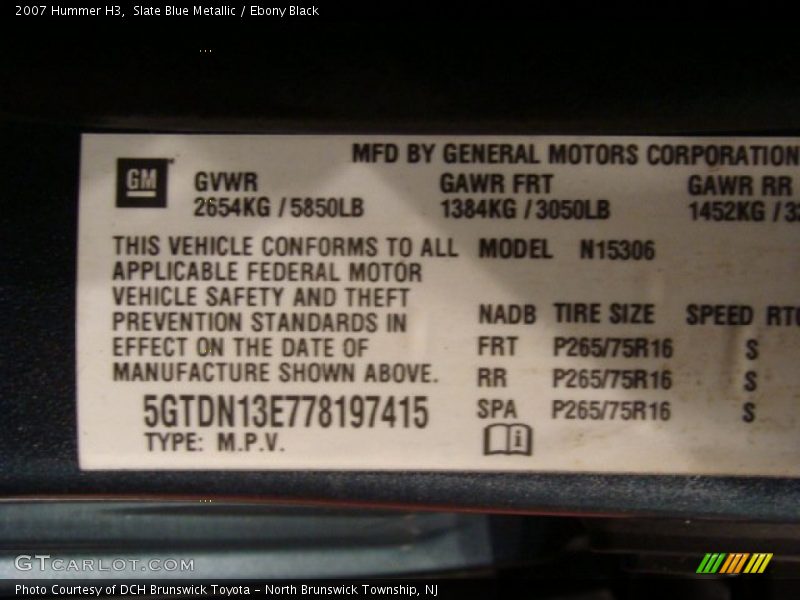 2007 Hummer H3,  Slate Blue Metallic / Ebony Black
MFD BY GENERAL MOTORS CORPORATION
GM
GVWR GAWR FRT GAWR RR
2654KG / 5850LB 1384KG / 3050LB 1452KG /
THIS VEHICLE CONFORMS TO ALL MODEL N15306
APPLICABLE FEDERAL MOTOR
VEHICLE SAFETY AND THEFT
NADB TIRE SIZE SPEED RTG
PREVENTION STANDARDS IN
EFFECT ON THE DATE OF FRT P265/75R16 S
MANUFACTURE SHOWN ABOVE. RR P265/75R16 S
5GTDN13E778197415 SPA P265/75R16 S
TYPE: M.P.V.
GTCARLOT.COM
Photo Courtesy of DCH Brunswick Toyota - North Brunswick Township, NJ